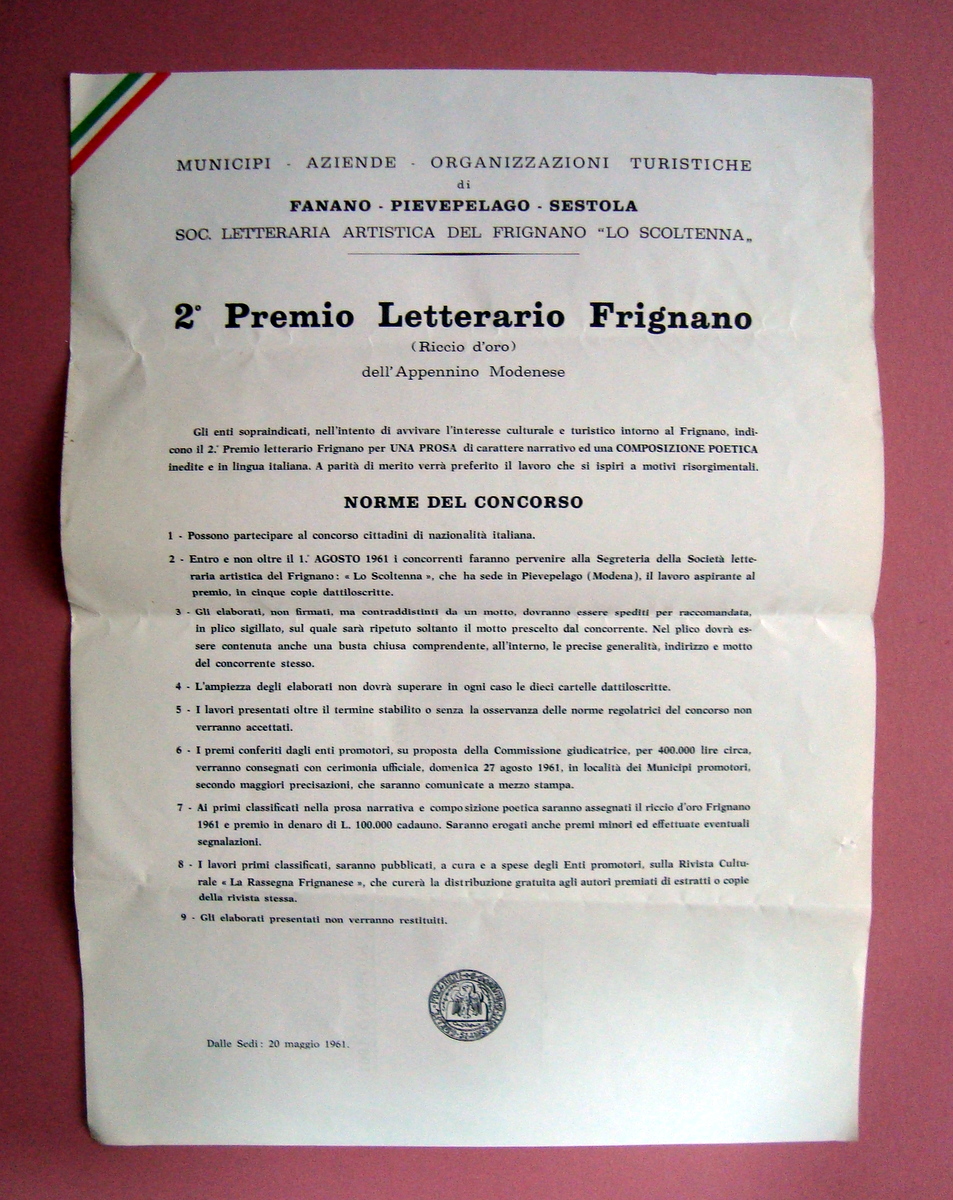 MUNICIPI - AZIENDE - ORGANIZZAZIONI TURISTICHE
di
FANANO - PIEVEPELAGO - SESTOLA
SOC. LETTERARIA ARTISTICA DEL FRIGNANO “LO SCOLTENNA„
2° Premio Letterario Frignano
(Riccio d'oro)
dell'Appennino Modenese
Gli enti sopraindicati, nell'intento di avvivare l'interesse culturale e turistico intorno al Frignano, indi-
cono il 2.° Premio letterario Frignano per UNA PROSA di carattere narrativo ed una COMPOSIZIONE POETICA
inedite e in lingua italiana. A parità di merito verrà preferito il lavoro che si ispiri a motivi risorgimentali.
NORME DEL CONCORSO
1 - Possono partecipare al concorso cittadini di nazionalità italiana.
2 - Entro e non oltre il 1.° AGOSTO 1961 i concorrenti faranno pervenire alla Segreteria della Società lette-
raria artistica del Frignano: « Lo Scoltenna », che ha sede in Pievepelago (Modena), il lavoro aspirante al
premio, in cinque copie dattiloscritte.
3 - Gli elaborati, non firmati, ma contraddistinti da un motto, dovranno essere spediti per raccomandata,
in plico sigillato, sul quale sarà ripetuto soltanto il motto prescelto dal concorrente. Nel plico dovrà es-
sere contenuta anche una busta chiusa comprendente, all'interno, le precise generalità, indirizzo e motto
del concorrente stesso.
4 - L'ampiezza degli elaborati non dovrà superare in ogni caso le dieci cartelle dattiloscritte.
5 - I lavori presentati oltre il termine stabilito o senza la osservanza delle norme regolatrici del concorso non
verranno accettati.
6 - I premi conferiti dagli enti promotori, su proposta della Commissione giudicatrice, per 400.000 lire circa,
verranno consegnati con cerimonia ufficiale, domenica 27 agosto 1961, in località dei Municipi promotori,
secondo maggiori precisazioni, che saranno comunicate a mezzo stampa.
7 - Ai primi classificati nella prosa narrativa e composizione poetica saranno assegnati il riccio d'oro Frignano
1961 e premio in denaro di L. 100.000 cadauno. Saranno erogati anche premi minori ed effettuate eventuali
segnalazioni.
8 - I lavori primi classificati, saranno pubblicati, a cura e a spese degli Enti promotori, sulla Rivista Cultu-
rale « La Rassegna Frignanese », che curerà la distribuzione gratuita agli autori premiati di estratti o copie
della rivista stessa.
9 - Gli elaborati presentati non verranno restituiti.
Dalle Sedi: 20 maggio 1961.